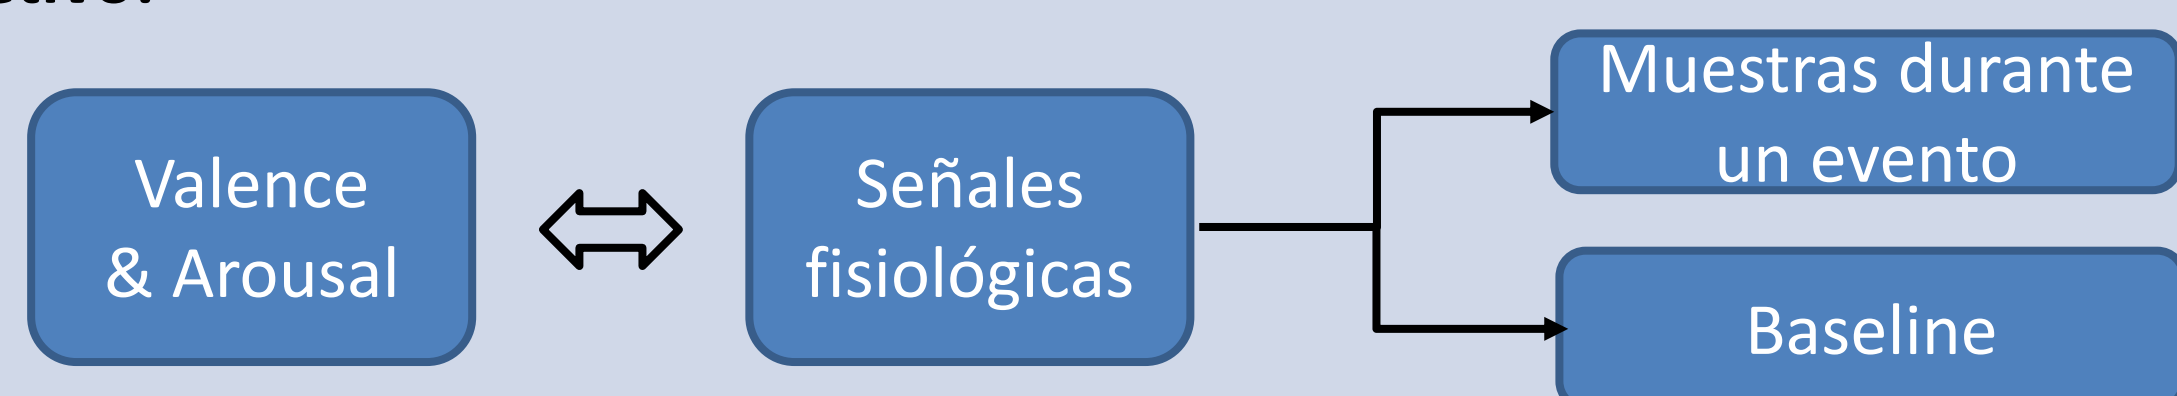 Valence
& Arousal
Señales
fisiológicas
Muestras durante
un evento
Baseline